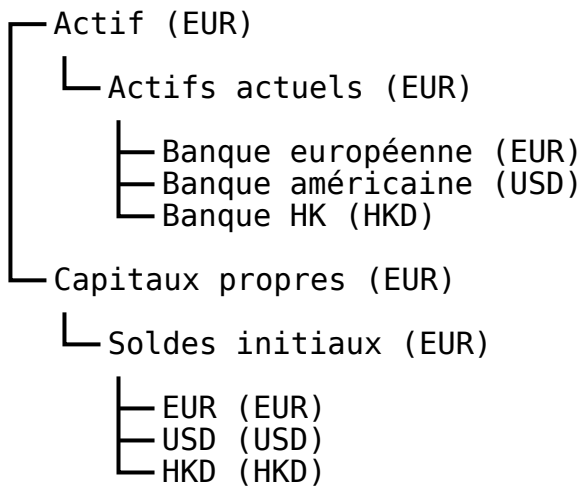 Actif (EUR)
Actifs actuels (EUR)
Banque européenne (EUR)
Banque américaine (USD)
Banque HK (HKD)
Capitaux propres (EUR)
Soldes initiaux (EUR)
EUR (EUR)
USD (USD)
HKD (HKD)